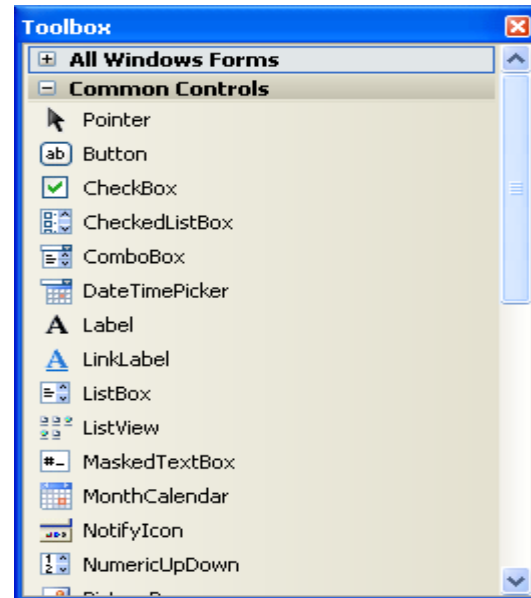 Toolbox
All Windows Forms
Common Controls
Pointer
Button
CheckBox
CheckedListBox
ComboBox
DateTimePicker
Label
LinkLabel
ListBox
ListView
MaskedTextBox
MonthCalendar
NotifyIcon
NumericUpDown